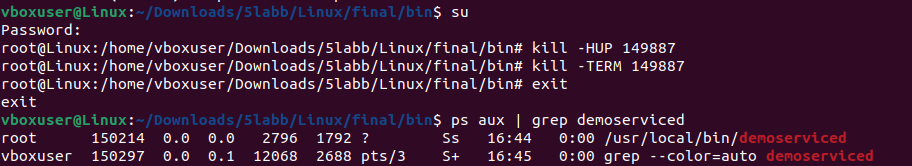 vboxuser@Linux:~/Downloads/5labb/Linux/final/bin$ su
Password:
root@Linux:/home/vboxuser/Downloads/5labb/Linux/final/bin# kill -HUP 149887
root@Linux:/home/vboxuser/Downloads/5labb/Linux/final/bin# kill -TERM 149887
root@Linux:/home/vboxuser/Downloads/5labb/Linux/final/bin# exit
exit
vboxuser@Linux:~/Downloads/5labb/Linux/final/bin$ ps aux | grep demoserviced
root      150214  0.0  0.0   2796  1792 ?        Ss   16:44   0:00 /usr/local/bin/demoserviced
vboxuser  150297  0.0  0.1  12068  2688 pts/3    S+   16:45   0:00 grep --color=auto demoserviced